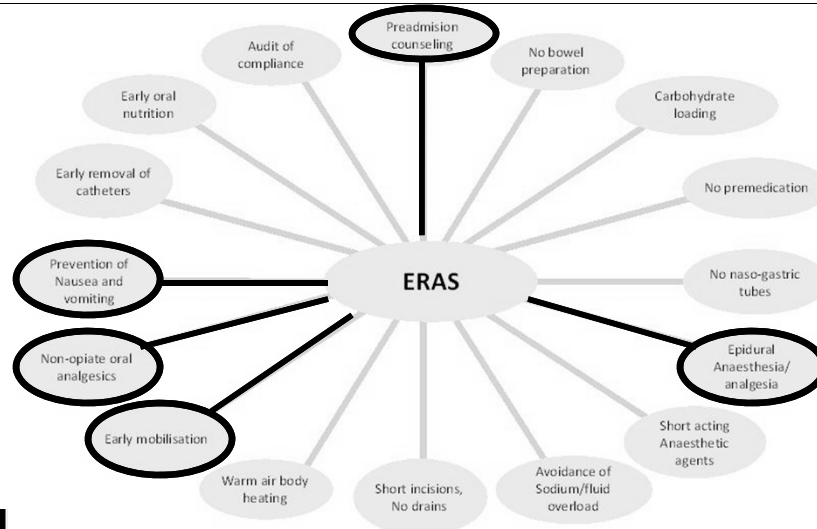 Preadmision
counseling
No bowel
preparation
Carbohydrate
loading
No premedication
No naso-gastric
tubes
Epidural
Anaesthesia/
analgesia
Short acting
Anaesthetic
agents
Avoidance of
Sodium/fluid
overload
Short incisions,
No drains
Warm air body
heating
Early mobilisation
Non-opiate oral
analgesics
Prevention of
Nausea and
vomiting
Early removal of
catheters
Early oral
nutrition
Audit of
compliance
ERAS